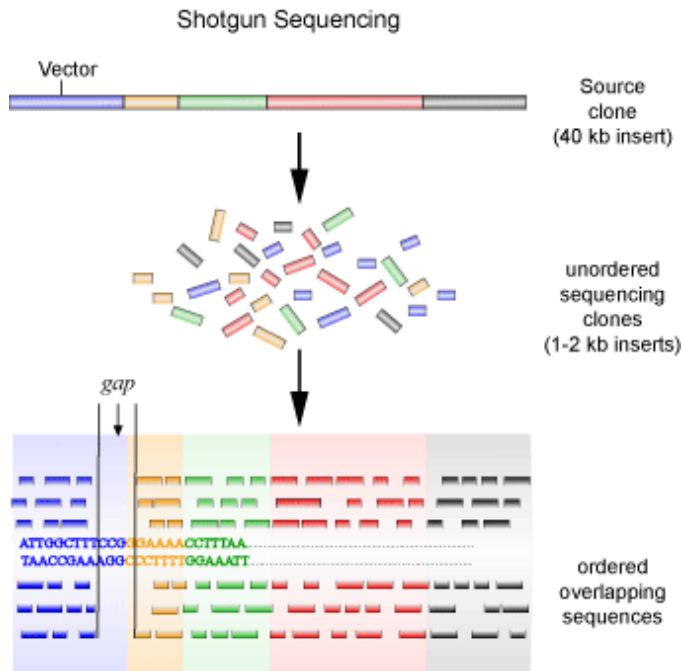 Shotgun Sequencing
Vector
Source
clone
(40 kb insert)
unordered
sequencing
clones
(1-2 kb inserts)
gap
ATTGGCTTTCCGGGAAAACCTTTAA
TAACCGAAAGGCCCTTTTGGAAATT
ordered
overlapping
sequences